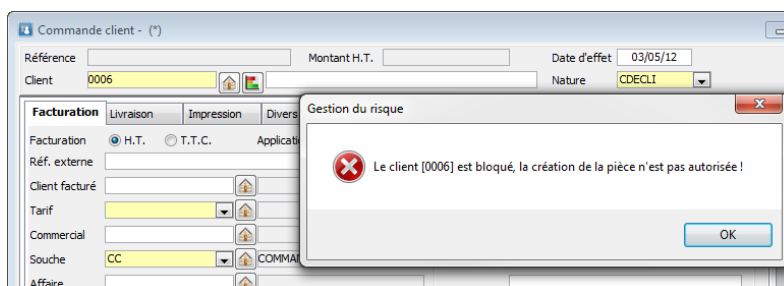 Commande client - (*)
Référence Montant H.T. Date d'effet 03/05/12
Client 0006 Nature CDECLI
Facturation Livraison Impression Divers
Gestion du risque
Facturation H.T. T.T.C.
Réf. externe
Le client [0006] est bloqué, la création de la pièce n'est pas autorisée !
Client facturé
Tarif
Commercial
OK
Souche CC
Affaire